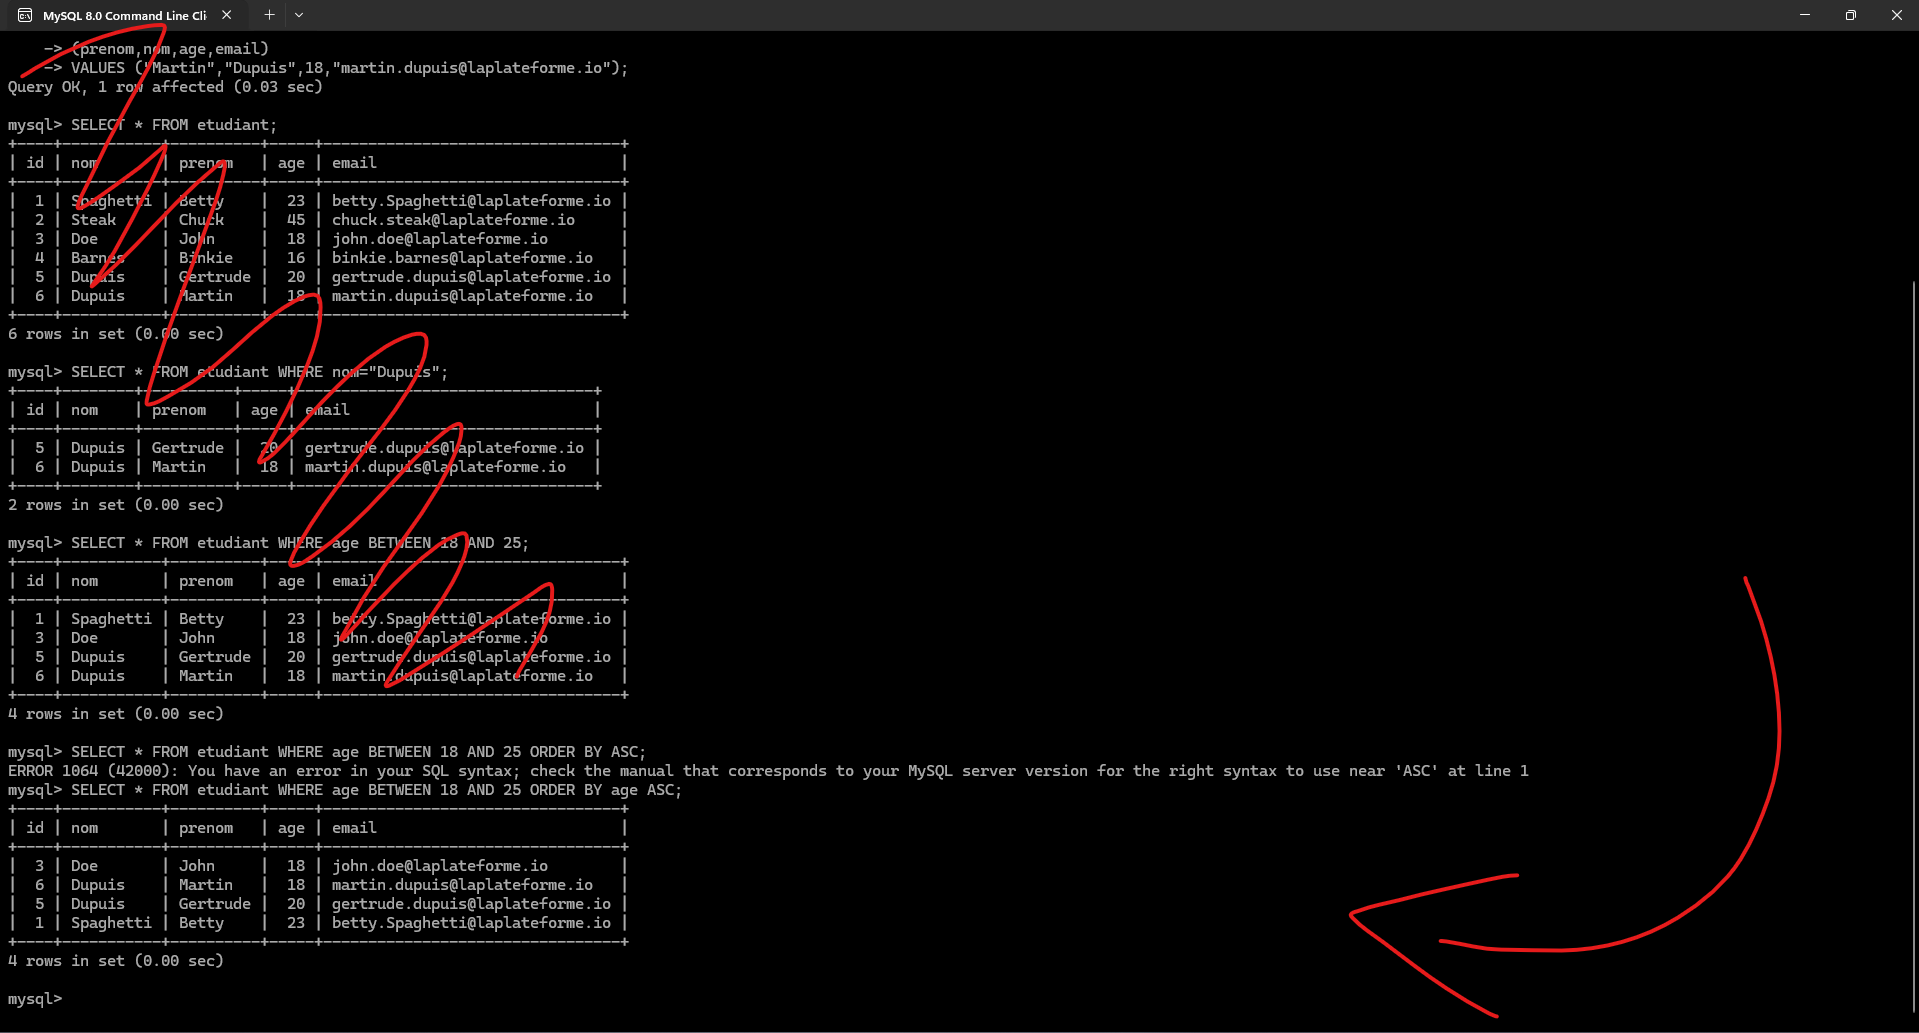 MySQL 8.0 Command Line Cli
-> (prenom,nom,age,email)
-> VALUES ("Martin","Dupuis",18,"martin.dupuis@laplateforme.io");
Query OK, 1 row affected (0.03 sec)
mysql> SELECT * FROM etudiant;
+----+-----------+----------+-----+---------------------------------+
| id | nom       | prenom   | age | email                           |
+----+-----------+----------+-----+---------------------------------+
|  1 | Spaghetti | Betty    |  23 | betty.Spaghetti@laplateforme.io |
|  2 | Steak     | Chuck    |  45 | chuck.steak@laplateforme.io     |
|  3 | Doe       | John     |  18 | john.doe@laplateforme.io        |
|  4 | Barnes    | Binkie   |  16 | binkie.barnes@laplateforme.io   |
|  5 | Dupuis    | Gertrude |  20 | gertrude.dupuis@laplateforme.io |
|  6 | Dupuis    | Martin   |  18 | martin.dupuis@laplateforme.io   |
+----+-----------+----------+-----+---------------------------------+
6 rows in set (0.00 sec)
mysql> SELECT * FROM etudiant WHERE nom="Dupuis";
+----+--------+----------+-----+---------------------------------+
| id | nom    | prenom   | age | email                           |
+----+--------+----------+-----+---------------------------------+
|  5 | Dupuis | Gertrude |  20 | gertrude.dupuis@laplateforme.io |
|  6 | Dupuis | Martin   |  18 | martin.dupuis@laplateforme.io   |
+----+--------+----------+-----+---------------------------------+
2 rows in set (0.00 sec)
mysql> SELECT * FROM etudiant WHERE age BETWEEN 18 AND 25;
+----+-----------+----------+-----+---------------------------------+
| id | nom       | prenom   | age | email                           |
+----+-----------+----------+-----+---------------------------------+
|  1 | Spaghetti | Betty    |  23 | betty.Spaghetti@laplateforme.io |
|  3 | Doe       | John     |  18 | john.doe@laplateforme.io        |
|  5 | Dupuis    | Gertrude |  20 | gertrude.dupuis@laplateforme.io |
|  6 | Dupuis    | Martin   |  18 | martin.dupuis@laplateforme.io   |
+----+-----------+----------+-----+---------------------------------+
4 rows in set (0.00 sec)
mysql> SELECT * FROM etudiant WHERE age BETWEEN 18 AND 25 ORDER BY ASC;
ERROR 1064 (42000): You have an error in your SQL syntax; check the manual that corresponds to your MySQL server version for the right syntax to use near 'ASC' at line 1
mysql> SELECT * FROM etudiant WHERE age BETWEEN 18 AND 25 ORDER BY age ASC;
+----+-----------+----------+-----+---------------------------------+
| id | nom       | prenom   | age | email                           |
+----+-----------+----------+-----+---------------------------------+
|  3 | Doe       | John     |  18 | john.doe@laplateforme.io        |
|  6 | Dupuis    | Martin   |  18 | martin.dupuis@laplateforme.io   |
|  5 | Dupuis    | Gertrude |  20 | gertrude.dupuis@laplateforme.io |
|  1 | Spaghetti | Betty    |  23 | betty.Spaghetti@laplateforme.io |
+----+-----------+----------+-----+---------------------------------+
4 rows in set (0.00 sec)
mysql>